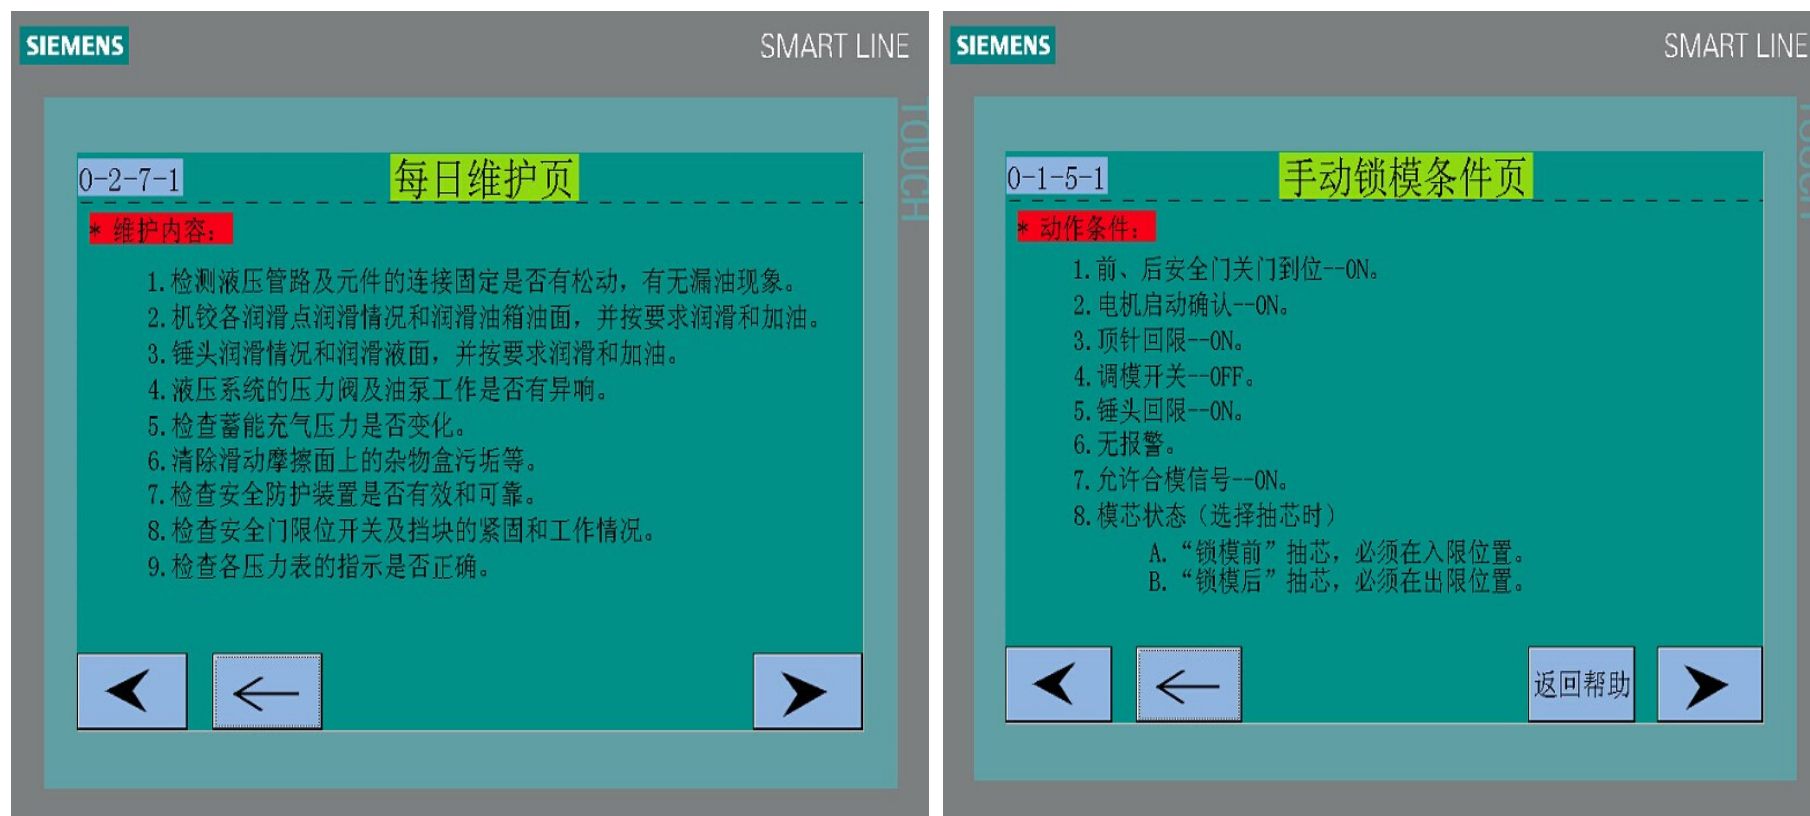 SIEMENS
SMART LINE
TOUCH
0-2-7-1
每日维护页
* 维护内容：
1.检测液压管路及元件的连接固定是否有松动，有无漏油现象。
2.机铰各润滑点润滑情况和润滑油箱油面，并按要求润滑和加油。
3.锤头润滑情况和润滑液面，并按要求润滑和加油。
4.液压系统的压力阀及油泵工作是否有异响。
5.检查蓄能充气压力是否变化。
6.清除滑动摩擦面上的杂物盒污垢等。
7.检查安全防护装置是否有效和可靠。
8.检查安全门限位开关及挡块的紧固和工作情况。
9.检查各压力表的指示是否正确。
SIEMENS
SMART LINE
TOUCH
0-1-5-1
手动锁模条件页
* 动作条件：
1.前、后安全门关门到位--ON。
2.电机启动确认--ON。
3.顶针回限--ON。
4.调模开关--OFF。
5.锤头回限--ON。
6.无报警。
7.允许合模信号--ON。
8.模芯状态（选择抽芯时）
A.“锁模前”抽芯，必须在入限位置。
B.“锁模后”抽芯，必须在出限位置。
返回帮助